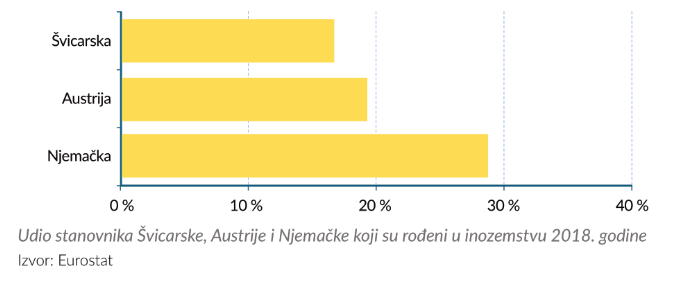 Švicarska
Austrija
Njemačka
0 % 10 % 20 % 30 % 40 %
Udio stanovnika Švicarske, Austrije i Njemačke koji su rođeni u inozemstvu 2018. godine
Izvor: Eurostat